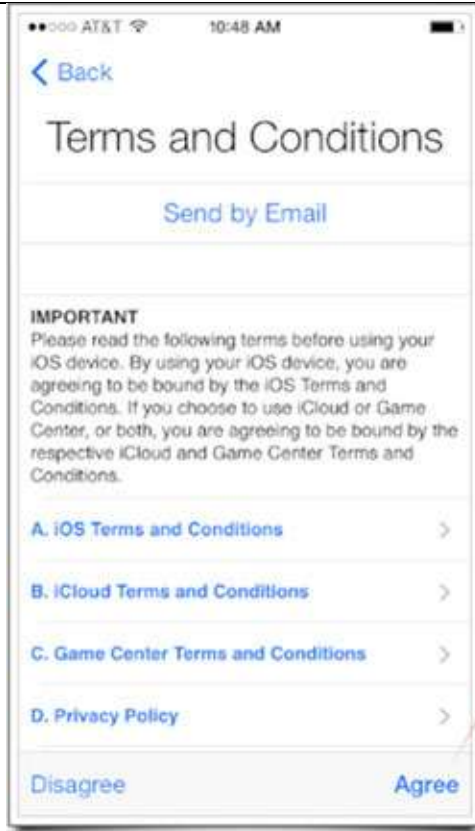 AT&T 10:48 AM
Back
Terms and Conditions
Send by Email
IMPORTANT
Please read the following terms before using your
iOS device. By using your iOS device, you are
agreeing to be bound by the iOS Terms and
Conditions. If you choose to use iCloud or Game
Center, or both, you are agreeing to be bound by the
respective iCloud and Game Center Terms and
Conditions.
A. iOS Terms and Conditions
B. iCloud Terms and Conditions
C. Game Center Terms and Conditions
D. Privacy Policy
Disagree Agree